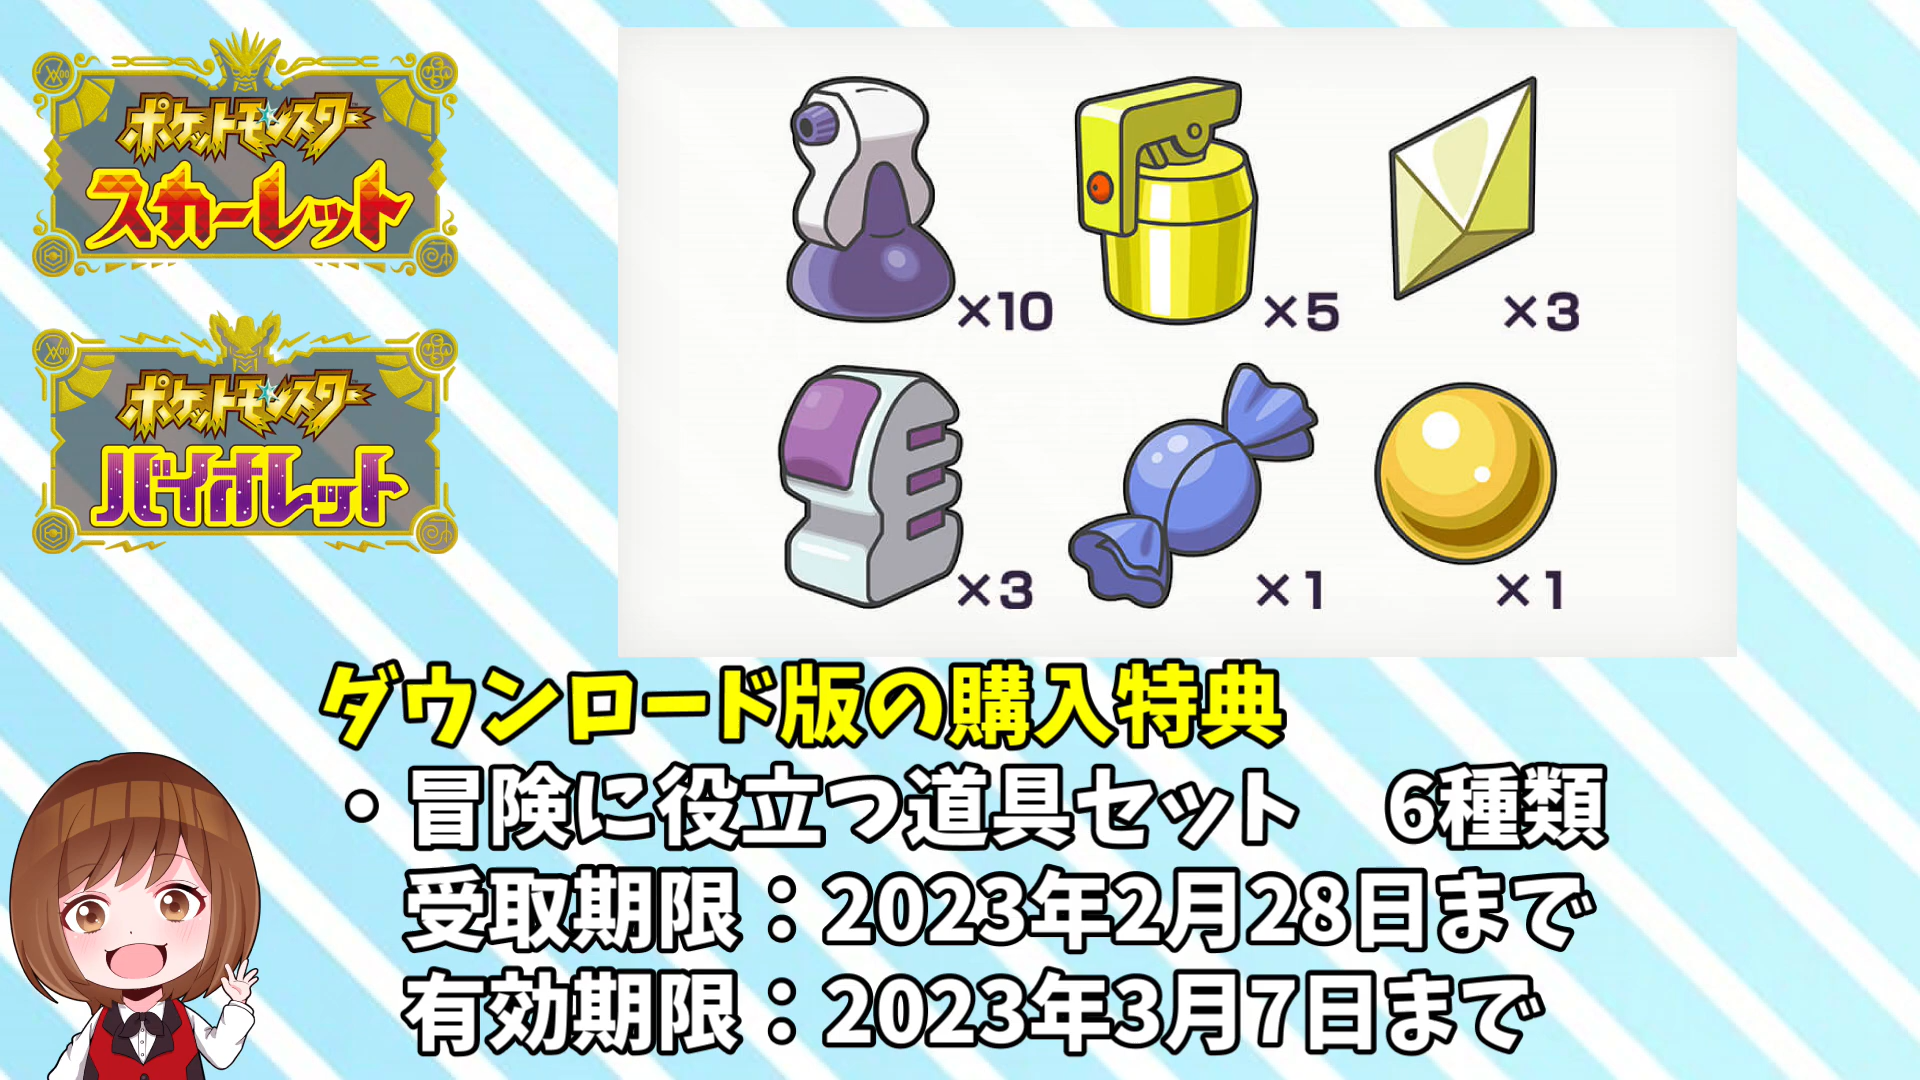 ポケットモンスター
スカーレット
ポケットモンスター
バイオレット
×10
×5
×3
×3
×1
×1
ダウンロード版の購入特典
・冒険に役立つ道具セット　6種類
受取期限：2023年2月28日まで
有効期限：2023年3月7日まで